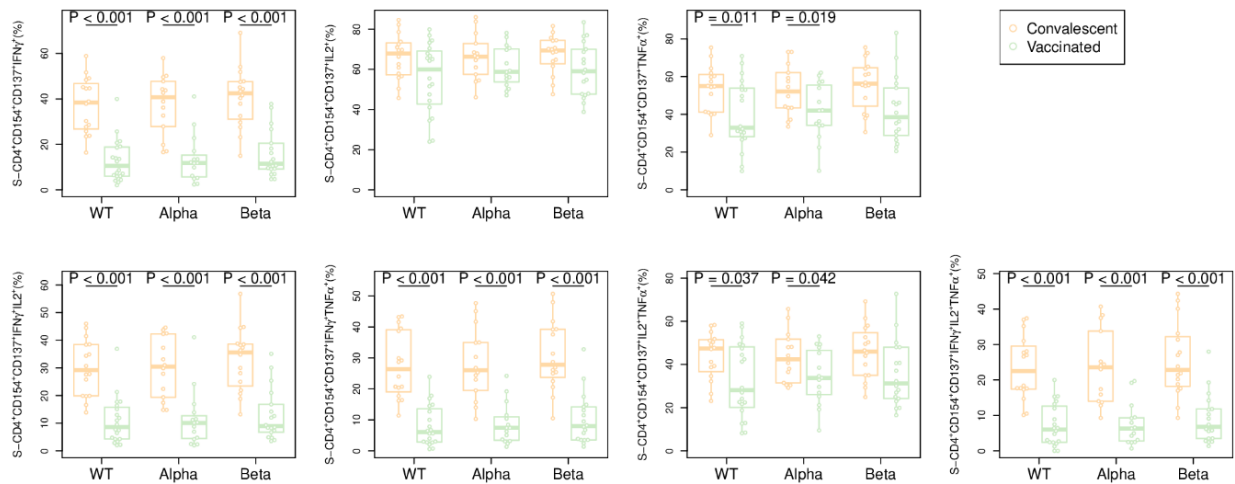 P < 0.001 P < 0.001 P < 0.001
S−CD4⁺CD154⁺CD137⁺IFNγ⁺(%)
60
40
20
0
WT Alpha Beta
S−CD4⁺CD154⁺CD137⁺IL2⁺(%)
80
60
40
20
0
WT Alpha Beta
P = 0.011 P = 0.019
S−CD4⁺CD154⁺CD137⁺TNFα⁺(%)
80
60
40
20
0
WT Alpha Beta
Convalescent
Vaccinated
P < 0.001 P < 0.001 P < 0.001
S−CD4⁺CD154⁺CD137⁺IFNγ⁺IL2⁺(%)
60
50
40
30
20
10
0
WT Alpha Beta
P < 0.001 P < 0.001 P < 0.001
S−CD4⁺CD154⁺CD137⁺IFNγ⁺TNFα⁺(%)
50
40
30
20
10
0
WT Alpha Beta
P = 0.037 P = 0.042
S−CD4⁺CD154⁺CD137⁺IL2⁺TNFα⁺(%)
80
60
40
20
0
WT Alpha Beta
P < 0.001 P < 0.001 P < 0.001
S−CD4⁺CD154⁺CD137⁺IFNγ⁺IL2⁺TNFα⁺(%)
50
40
30
20
10
0
WT Alpha Beta